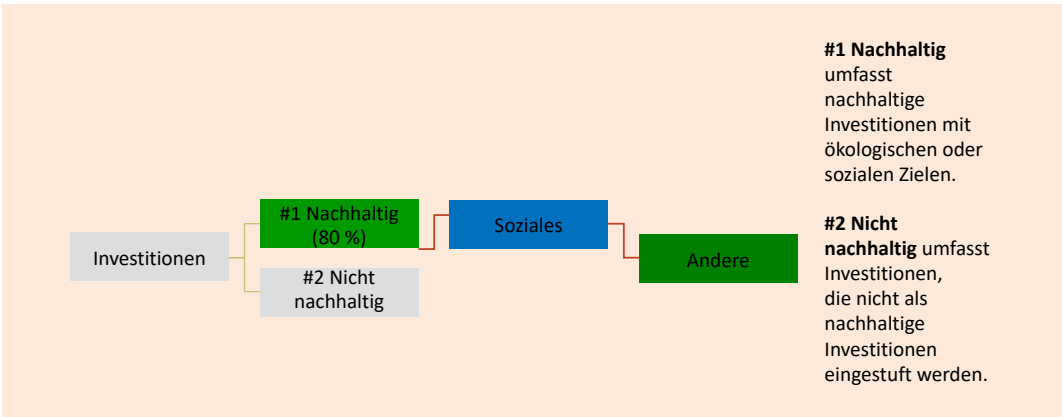 Investitionen
#1 Nachhaltig
(80 %)
#2 Nicht
nachhaltig
Soziales
Andere
#1 Nachhaltig
umfasst
nachhaltige
Investitionen mit
ökologischen oder
sozialen Zielen.
#2 Nicht
nachhaltig umfasst
Investitionen,
die nicht als
nachhaltige
Investitionen
eingestuft werden.